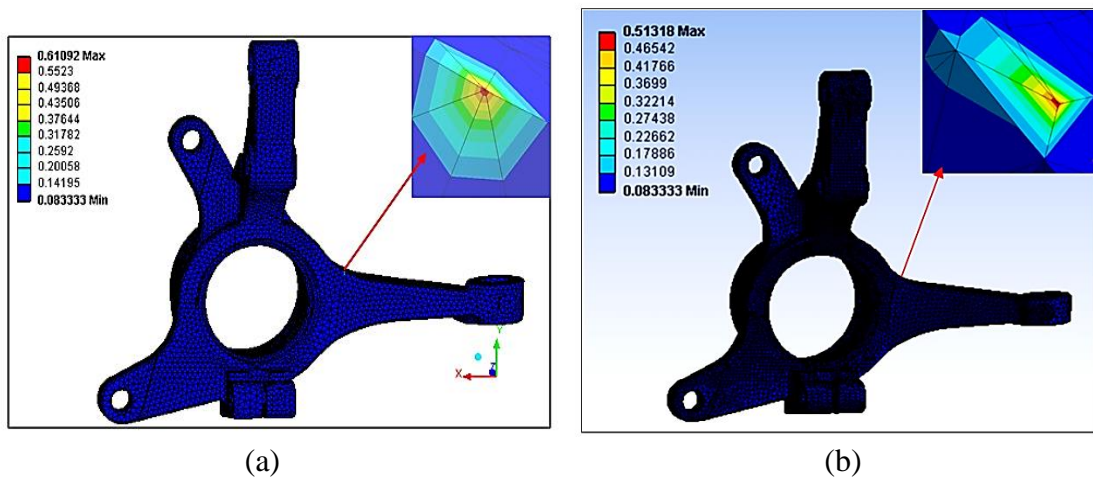 0.61092 Max
0.5523
0.49368
0.43506
0.37644
0.31782
0.2592
0.20058
0.14195
0.083333 Min
Y
X
Z
(a)
0.51318 Max
0.46542
0.41766
0.3699
0.32214
0.27438
0.22662
0.17886
0.13109
0.083333 Min
(b)